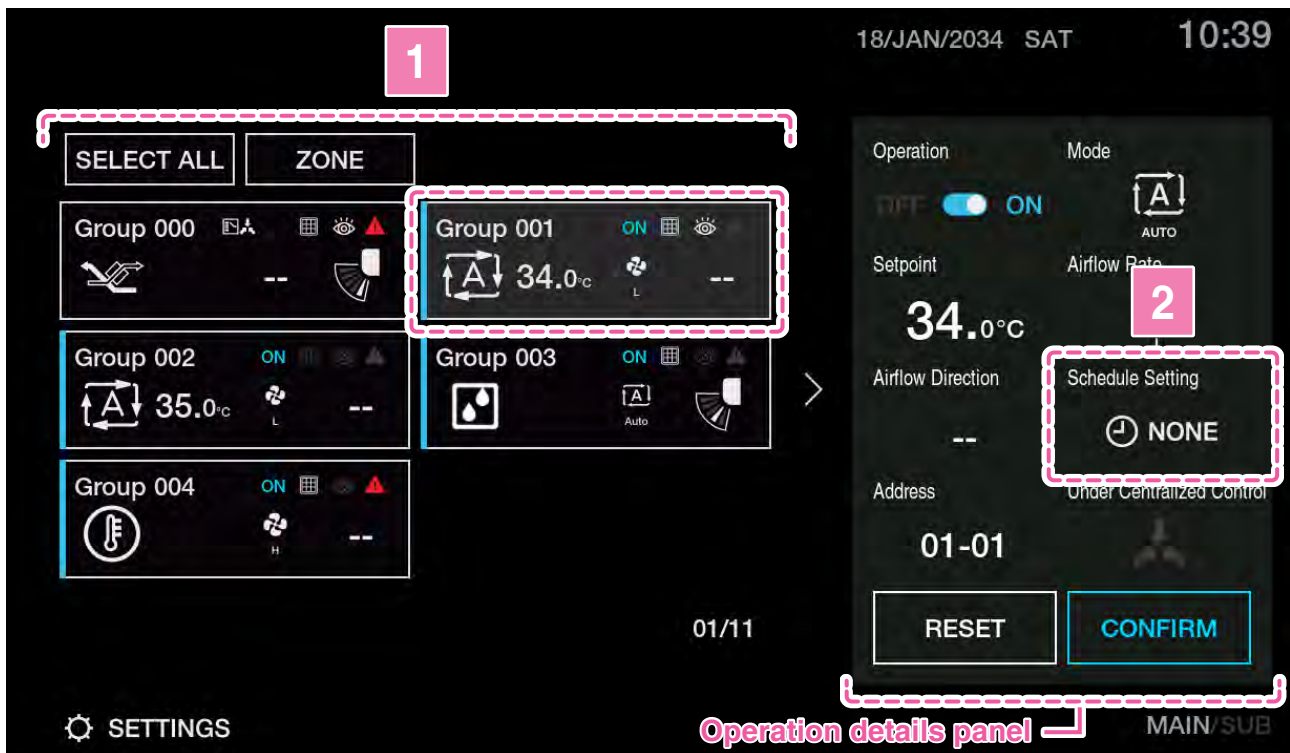 1
18/JAN/2034 SAT 10:39
SELECT ALL ZONE
Group 000
--
Group 001 ON
A 34.0°C L --
Group 002 ON
A 35.0°C L --
Group 003 ON
A Auto
Group 004 ON
H --
01/11
SETTINGS
Operation Mode
OFF ON A
AUTO
Setpoint Airflow Rate
34.0°C 2
Airflow Direction Schedule Setting
-- NONE
Address Under Centralized Control
01-01
RESET CONFIRM
Operation details panel
MAIN/SUB